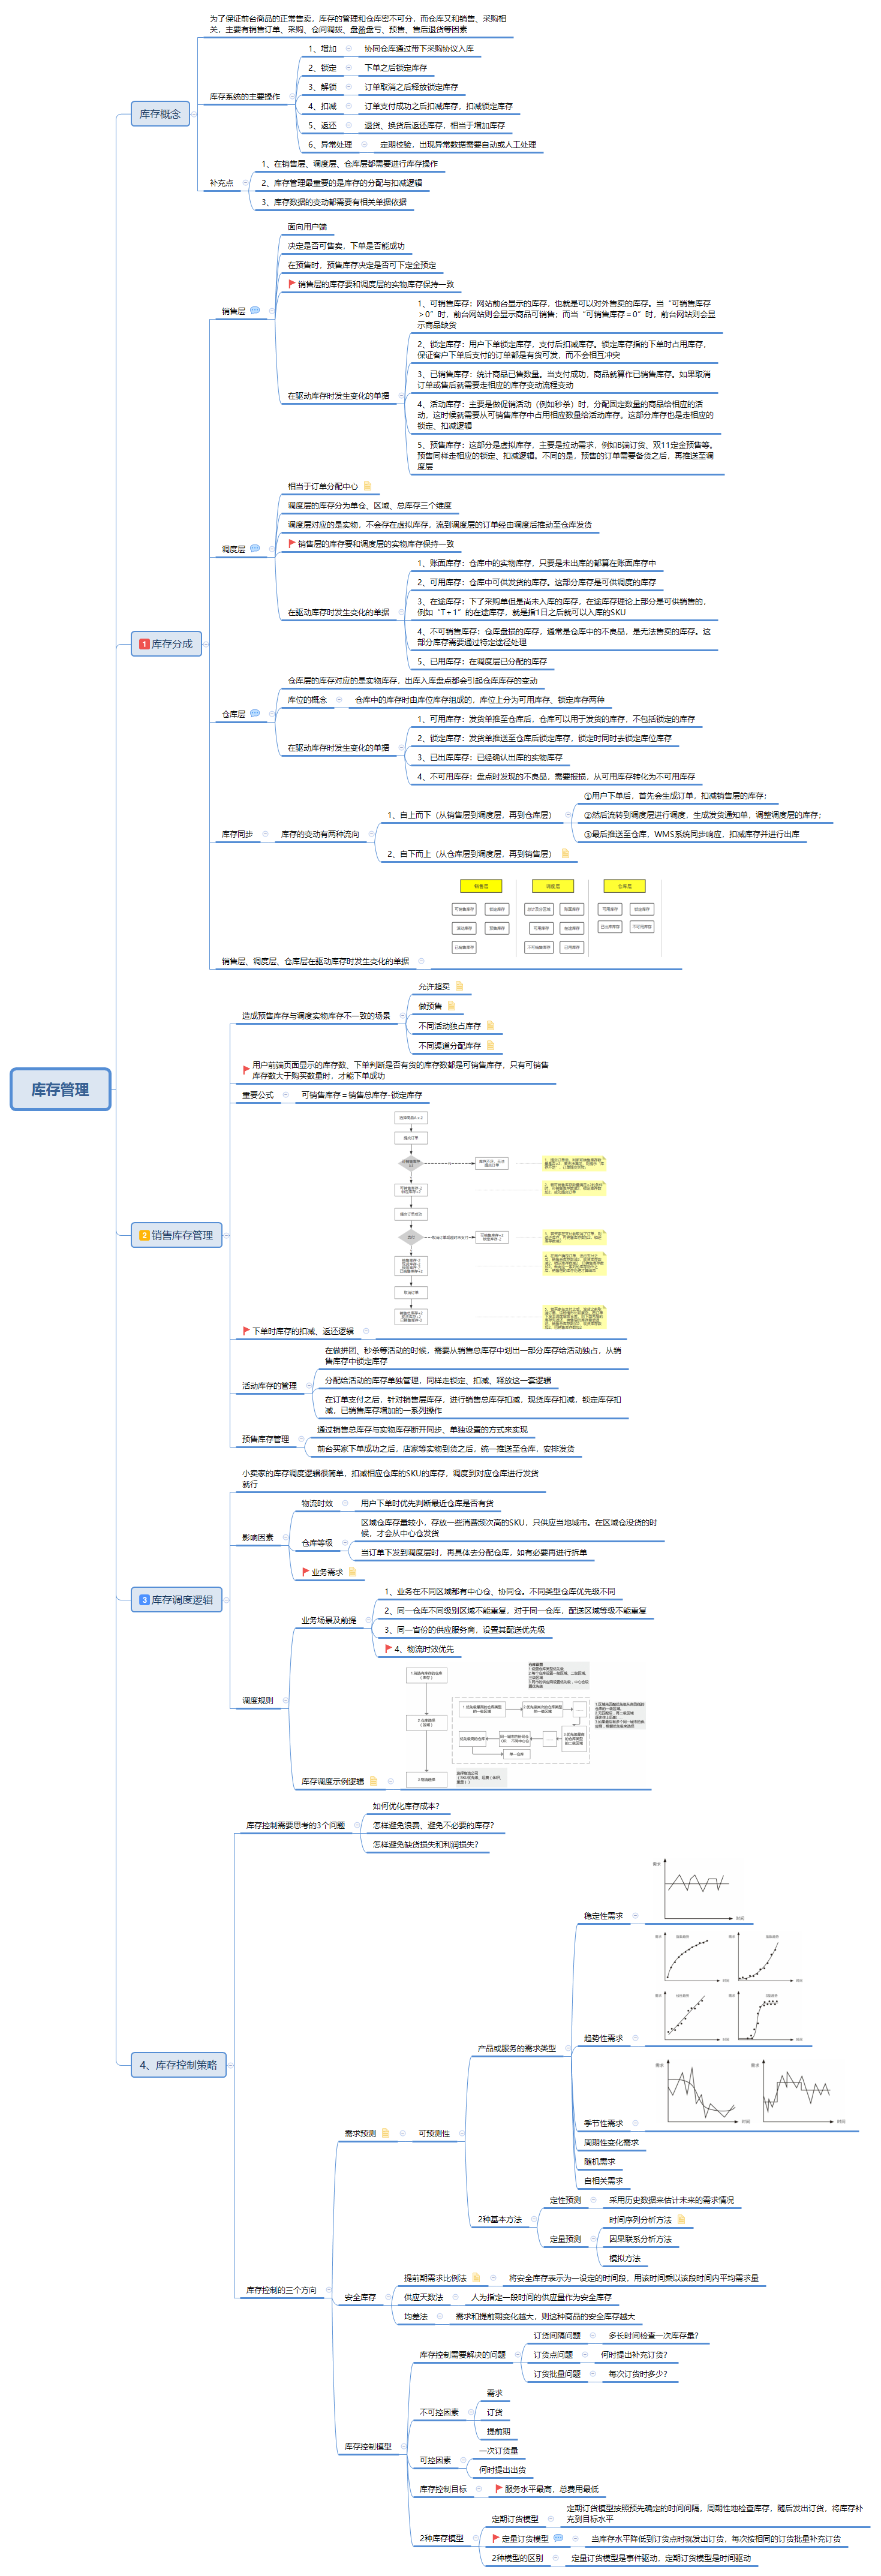 库存管理
库存概念
为了保证前台商品的正常售卖，库存的管理和仓库密不可分，而仓库又和销售、采购相
关，主要有销售订单、采购、仓间调拨、盘盈盘亏、预售、售后退货等因素
库存系统的主要操作
1、增加
协同仓库通过带下采购协议入库
2、锁定
下单之后锁定库存
3、解锁
订单取消之后释放锁定库存
4、扣减
订单支付成功之后扣减库存，扣减锁定库存
5、返还
退货、换货后返还库存，相当于增加库存
6、异常处理
定期校验，出现异常数据需要自动或人工处理
补充点
1、在销售层、调度层、仓库层都需要进行库存操作
2、库存管理最重要的是库存的分配与扣减逻辑
3、库存数据的变动都需要有相关单据依据
1 库存分成
销售层
面向用户端
决定是否可售卖，下单是否能成功
在预售时，预售库存决定是否可下定金预定
销售层的库存要和调度层的实物库存保持一致
在驱动库存时发生变化的单据
1、可销售库存：网站前台显示的库存，也就是可以对外售卖的库存。当“可销售库存
＞0”时，前台网站则会显示商品可销售；而当“可销售库存＝0”时，前台网站则会显
示商品缺货
2、锁定库存：用户下单锁定库存，支付后扣减库存。锁定库存指的下单时占用库存，
保证客户下单后支付的订单都是有货可发，而不会相互冲突
3、已销售库存：统计商品已售数量。当支付成功，商品就算作已销售库存。如果取消
订单或售后就需要走相应的库存变动流程变动
4、活动库存：主要是做促销活动（例如秒杀）时，分配固定数量的商品给相应的活
动，这时候就需要从可销售库存中占用相应数量给活动库存。这部分库存也是走相应的
锁定、扣减逻辑
5、预售库存：这部分是虚拟库存，主要是拉动需求，例如B端订货、双11定金预售等。
预售同样走相应的锁定、扣减逻辑。不同的是，预售的订单需要备货之后，再推送至调
度层
调度层
相当于订单分配中心
调度层的库存分为单仓、区域、总库存三个维度
调度层对应的是实物，不会存在虚拟库存，流到调度层的订单经由调度后推动至仓库发货
销售层的库存要和调度层的实物库存保持一致
在驱动库存时发生变化的单据
1、账面库存：仓库中的实物库存，只要是未出库的都算在账面库存中
2、可用库存：仓库中可供发货的库存。这部分库存是可供调度的库存
3、在途库存：下了采购单但是尚未入库的库存，在途库存理论上部分是可供销售的，
例如“T＋1”的在途库存，就是指1日之后就可以入库的SKU
4、不可销售库存：仓库盘损的库存，通常是仓库中的不良品，是无法售卖的库存。这
部分库存需要通过特定途径处理
5、已用库存：在调度层已分配的库存
仓库层
仓库层的库存对应的是实物库存，出库入库盘点都会引起仓库库存的变动
库位的概念
仓库中的库存时由库位库存组成的，库位上分为可用库存、锁定库存两种
在驱动库存时发生变化的单据
1、可用库存：发货单推至仓库后，仓库可以用于发货的库存，不包括锁定的库存
2、锁定库存：发货单推送至仓库后锁定库存，锁定时同时去锁定库位库存
3、已出库库存：已经确认出库的实物库存
4、不可用库存：盘点时发现的不良品，需要报损，从可用库存转化为不可用库存
库存同步
库存的变动有两种流向
1、自上而下（从销售层到调度层，再到仓库层）
①用户下单后，首先会生成订单，扣减销售层的库存；
②然后流转到调度层进行调度，生成发货通知单，调整调度层的库存；
③最后推送至仓库，WMS系统同步响应，扣减库存并进行出库
2、自下而上（从仓库层到调度层，再到销售层）
销售层、调度层、仓库层在驱动库存时发生变化的单据
销售层
调度层
仓库层
可销售库存
锁定库存
活动库存
预售库存
已销售库存
账面库存
可用库存
在途库存
不可销售库存
已用库存
可用库存
锁定库存
已出库库存
不可用库存
2 销售库存管理
造成预售库存与调度实物库存不一致的场景
允许超卖
做预售
不同活动独占库存
不同渠道分配库存
用户前端页面显示的库存数、下单判断是否有货的库存数都是可销售库存，只有可销售
库存数大于购买数量时，才能下单成功
重要公式
可销售库存＝销售总库存-锁定库存
下单时库存的扣减、返还逻辑
提交订单
提交订单成功
支付
取消订单
活动库存的管理
在做拼团、秒杀等活动的时候，需要从销售总库存中划出一部分库存给活动独占，从销
售库存中锁定库存
分配给活动的库存单独管理，同样走锁定、扣减、释放这一套逻辑
在订单支付之后，针对销售层库存，进行销售总库存扣减，现货库存扣减，锁定库存扣
减，已销售库存增加的一系列操作
预售库存管理
通过销售总库存与实物库存断开同步、单独设置的方式来实现
前台买家下单成功之后，店家等实物到货之后，统一推送至仓库，安排发货
3 库存调度逻辑
小卖家的库存调度逻辑很简单，扣减相应仓库的SKU的库存，调度到对应仓库进行发货
就行
影响因素
物流时效
用户下单时优先判断最近仓库是否有货
仓库等级
区域仓库存量较小，存放一些消费频次高的SKU，只供应当地域市。在区域仓没货的时
候，才会从中心仓发货
当订单下发到调度层时，再具体去分配仓库，如有必要再进行拆单
业务需求
调度规则
业务场景及前提
1、业务在不同区域都有中心仓、协同仓。不同类型仓库优先级不同
2、同一仓库不同级别区域不能重复，对于同一仓库，配送区域等级不能重复
3、同一省份的供应服务商，设置其配送优先级
4、物流时效优先
库存调度示例逻辑
4、库存控制策略
库存控制需要思考的3个问题
如何优化库存成本?
怎样避免浪费、避免不必要的库存?
怎样避免缺货损失和利润损失?
库存控制的三个方向
需求预测
可预测性
产品或服务的需求类型
稳定性需求
需求
时间
趋势性需求
季节性需求
周期性变化需求
随机需求
自相关需求
2种基本方法
定性预测
采用历史数据来估计未来的需求情况
定量预测
时间序列分析方法
因果联系分析方法
模拟方法
安全库存
提前期需求比例法
将安全库存表示为一设定的时间段，用该时间乘以该段时间内平均需求量
供应天数法
人为指定一段时间的供应量作为安全库存
均差法
需求和提前期变化越大，则这种商品的安全库存越大
库存控制模型
库存控制需要解决的问题
订货间隔问题
多长时间检查一次库存量?
订货点问题
何时提出补充订货?
订货批量问题
每次订货时多少?
不可控因素
需求
订货
提前期
可控因素
一次订货量
何时提出出货
库存控制目标
服务水平最高，总费用最低
2种库存模型
定期订货模型
定期订货模型按照预先确定的时间间隔，周期性地检查库存，随后发出订货，将库存补
充到目标水平
定量订货模型
当库存水平降低到订货点时就发出订货，每次按相同的订货批量补充订货
2种模型的区别
定量订货模型是事件驱动，定期订货模型是时间驱动